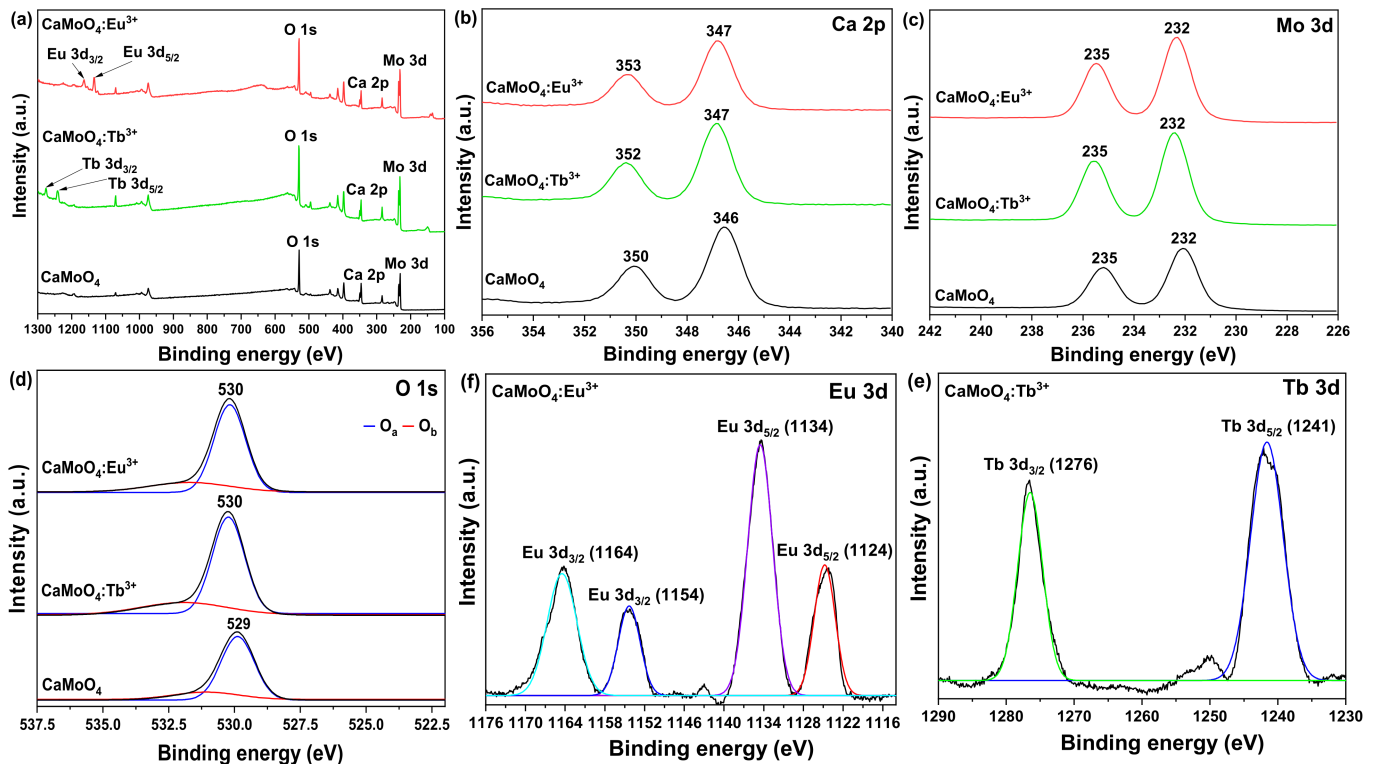 (a)
CaMoO₄:Eu³⁺
Eu 3d₃/₂
Eu 3d₅/₂
O 1s
Ca 2p
Mo 3d
CaMoO₄:Tb³⁺
Tb 3d₃/₂
Tb 3d₅/₂
O 1s
Ca 2p
Mo 3d
CaMoO₄
O 1s
Ca 2p
Mo 3d
Intensity (a.u.)
1300 1200 1100 1000 900 800 700 600 500 400 300 200 100
Binding energy (eV)
(b)
Ca 2p
347
353
CaMoO₄:Eu³⁺
347
352
CaMoO₄:Tb³⁺
346
350
CaMoO₄
Intensity (a.u.)
356 354 352 350 348 346 344 342 340
Binding energy (eV)
(c)
Mo 3d
235
232
CaMoO₄:Eu³⁺
235
232
CaMoO₄:Tb³⁺
235
232
CaMoO₄
Intensity (a.u.)
242 240 238 236 234 232 230 228 226
Binding energy (eV)
(d)
O 1s
530
Oₐ O_b
CaMoO₄:Eu³⁺
530
CaMoO₄:Tb³⁺
529
CaMoO₄
Intensity (a.u.)
537.5 535.0 532.5 530.0 527.5 525.0 522.5
Binding energy (eV)
(f)
CaMoO₄:Eu³⁺
Eu 3d
Eu 3d₅/₂ (1134)
Eu 3d₃/₂ (1164)
Eu 3d₅/₂ (1124)
Eu 3d₃/₂ (1154)
Intensity (a.u.)
1176 1170 1164 1158 1152 1146 1140 1134 1128 1122 1116
Binding energy (eV)
(e)
CaMoO₄:Tb³⁺
Tb 3d
Tb 3d₅/₂ (1241)
Tb 3d₃/₂ (1276)
Intensity (a.u.)
1290 1280 1270 1260 1250 1240 1230
Binding energy (eV)